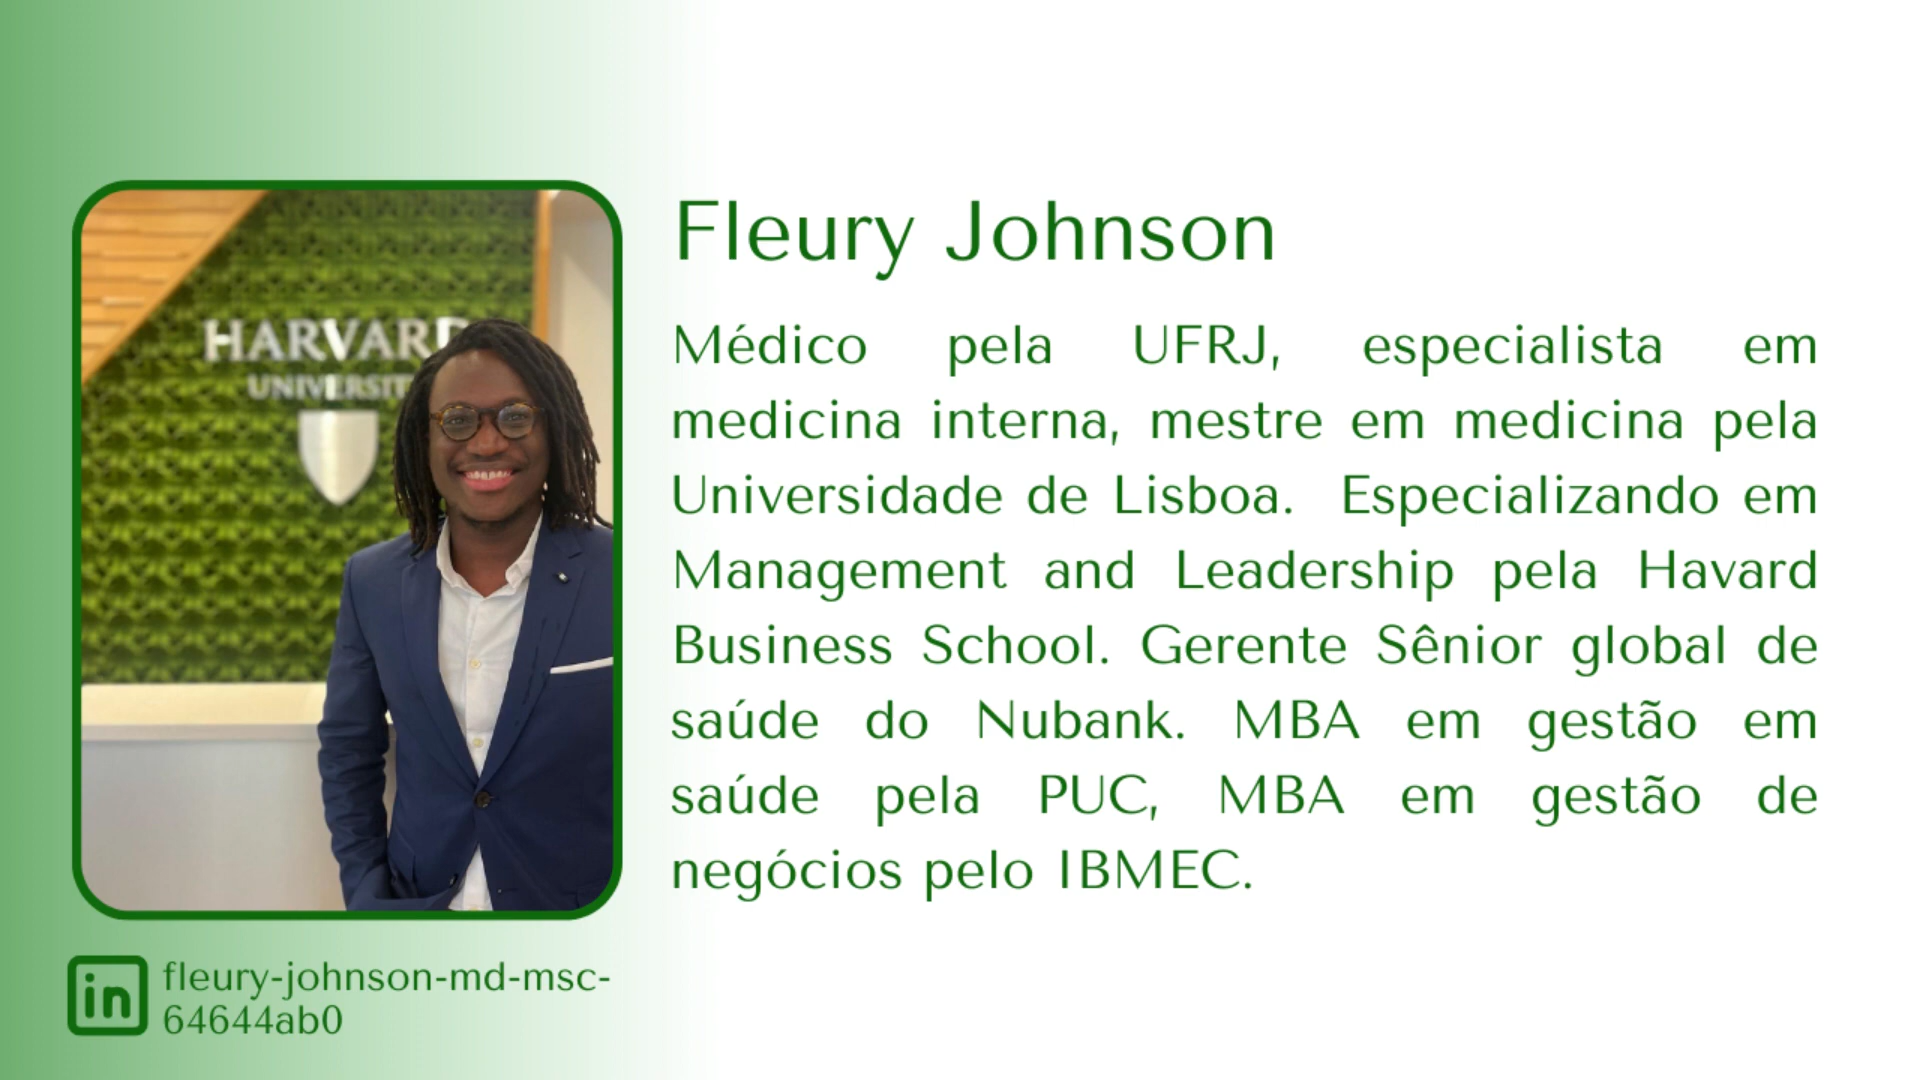 HARVARD
UNIVERSIT
Fleury Johnson
Médico pela UFRJ, especialista em
medicina interna, mestre em medicina pela
Universidade de Lisboa. Especializando em
Management and Leadership pela Havard
Business School. Gerente Sênior global de
saúde do Nubank. MBA em gestão em
saúde pela PUC, MBA em gestão de
negócios pelo IBMEC.
in
fleury-johnson-md-msc-
64644ab0